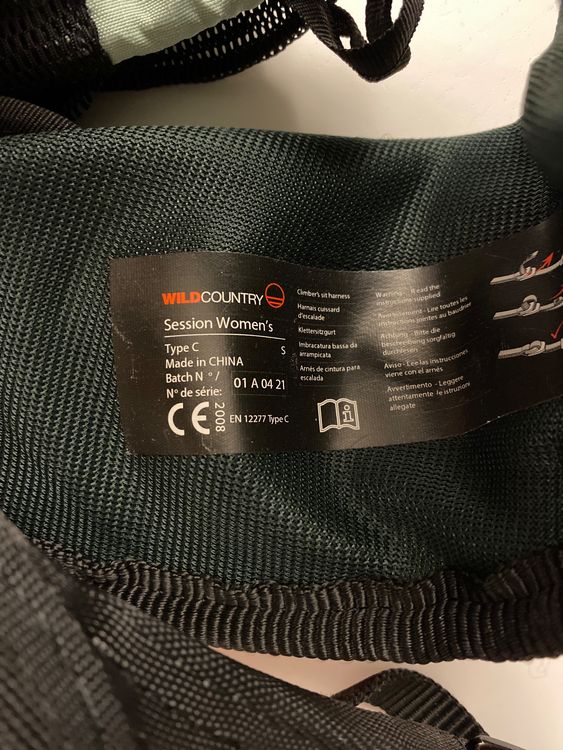 WILDCOUNTRY
Session Women's
Type C S
Made in CHINA
Batch N º /
Nº de série:
01 A 04 21
CE 2008
EN 12277 Type C
Climber's sit harness
Harnais cuissard
d'escalade
Klettersitzgurt
Imbracatura bassa da
arrampicata
Arnés de cintura para
escalada
Warning - Read the
instructions supplied
Avertissement - Lire toutes les
instructions jointes au baudrier
Achtung - Bitte die
beschreibung sorgfältig
durchlesen
Aviso - Lea las instrucciones
viene con el arnés
Avvertimento - Leggere
attentamente le istruzioni
allegate